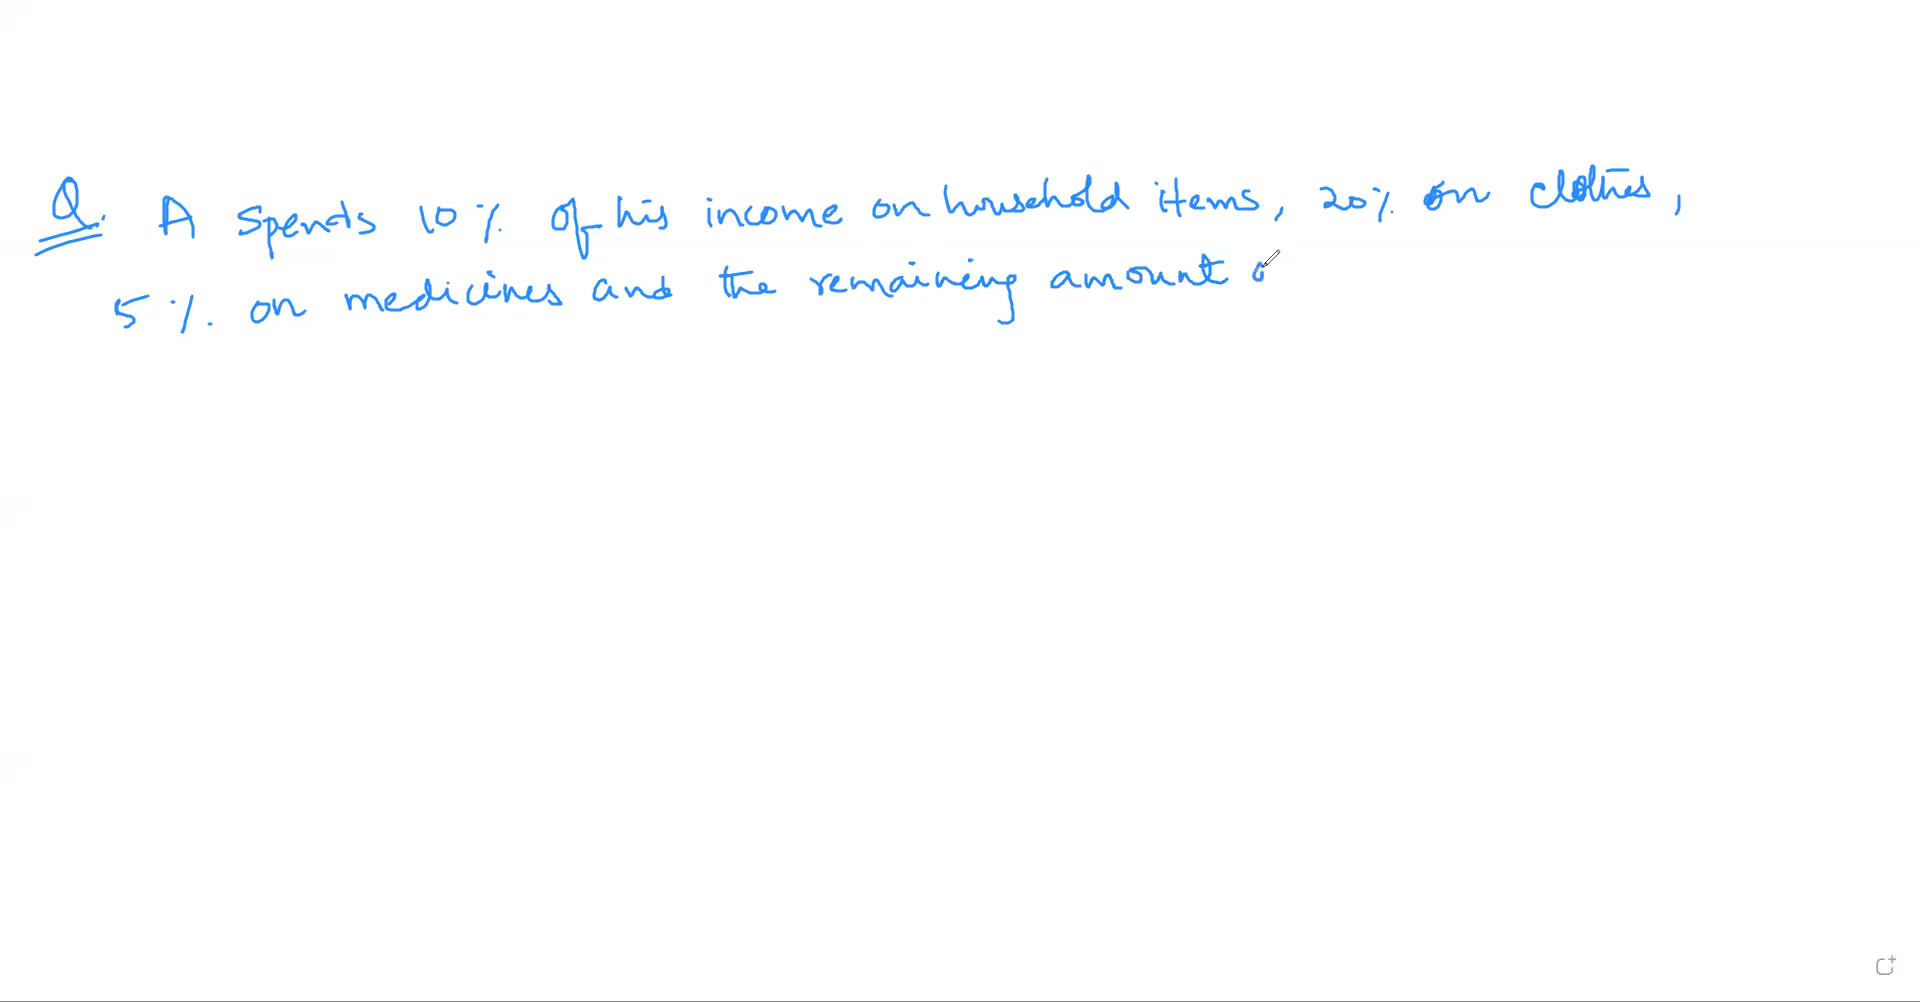 Q. A spends 10% of his income on household items, 20% on clothes,
5%. on medicines and the remaining amount o